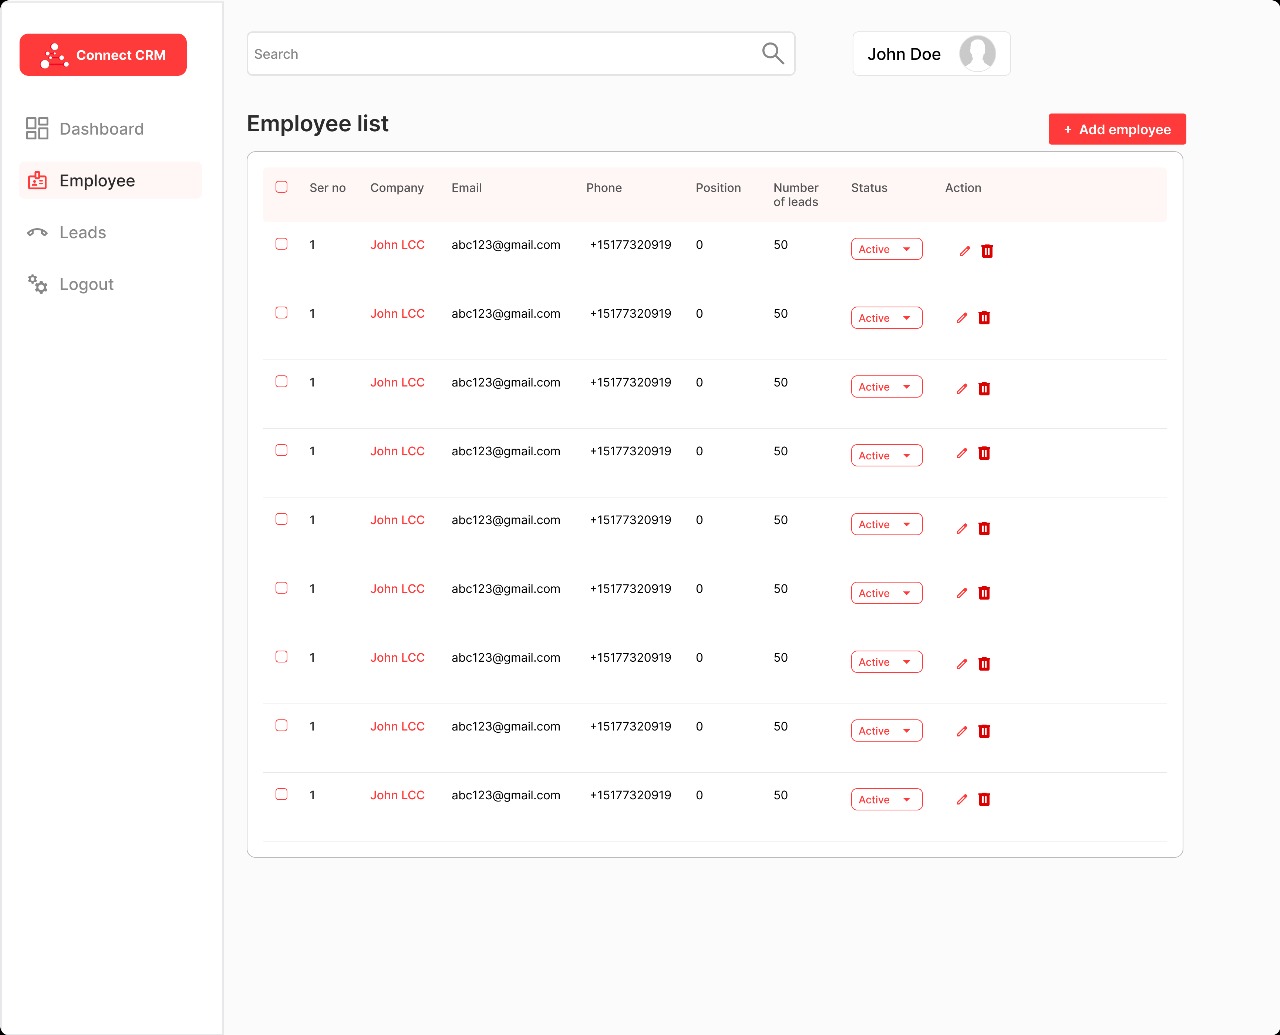 Connect CRM
Search
John Doe
Dashboard
Employee
Leads
Logout
Employee list
+ Add employee
Ser no Company Email Phone Position Number of leads Status Action
1 John LCC abc123@gmail.com +15177320919 0 50 Active
1 John LCC abc123@gmail.com +15177320919 0 50 Active
1 John LCC abc123@gmail.com +15177320919 0 50 Active
1 John LCC abc123@gmail.com +15177320919 0 50 Active
1 John LCC abc123@gmail.com +15177320919 0 50 Active
1 John LCC abc123@gmail.com +15177320919 0 50 Active
1 John LCC abc123@gmail.com +15177320919 0 50 Active
1 John LCC abc123@gmail.com +15177320919 0 50 Active
1 John LCC abc123@gmail.com +15177320919 0 50 Active